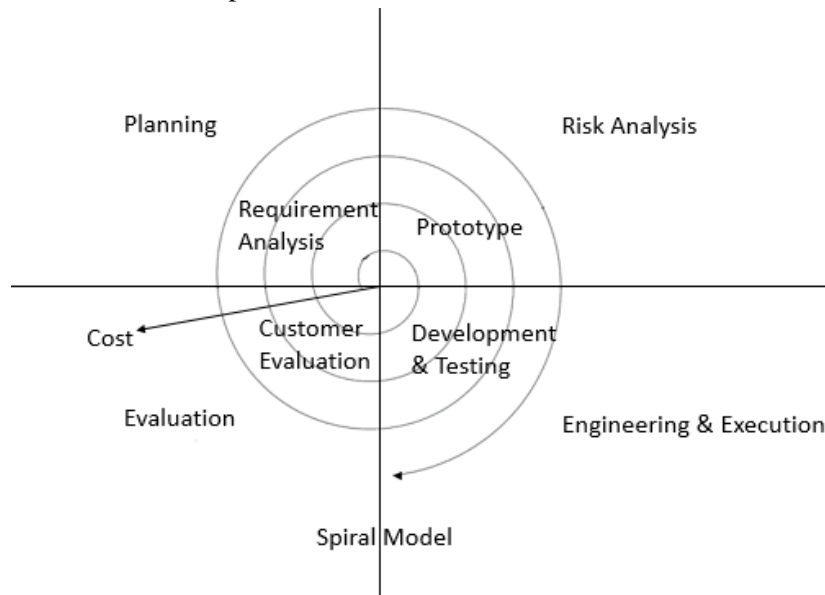 Planning
Risk Analysis
Requirement
Analysis
Prototype
Cost
Customer
Evaluation
Development
& Testing
Evaluation
Engineering & Execution
Spiral Model